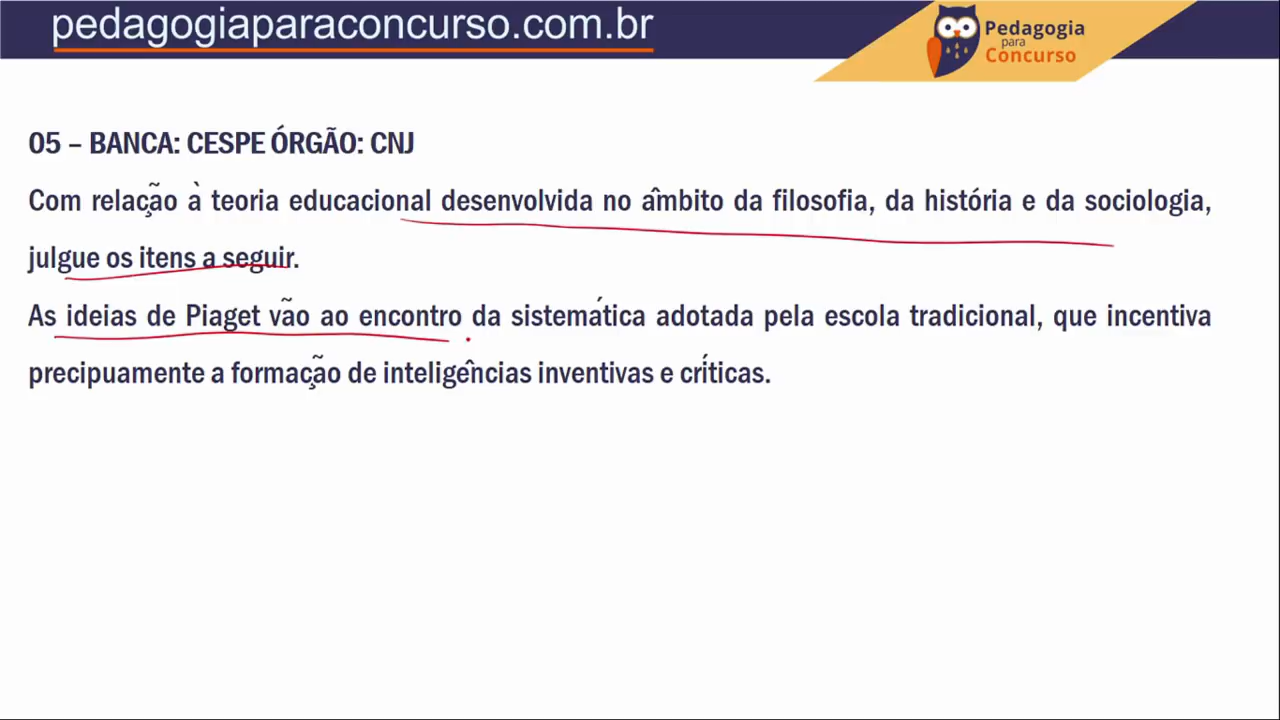 pedagogiaparaconcurso.com.br
Pedagogia
para
Concurso
05 – BANCA: CESPE ÓRGÃO: CNJ
Com relação à teoria educacional desenvolvida no âmbito da filosofia, da história e da sociologia,
julgue os itens a seguir.
As ideias de Piaget vão ao encontro da sistemática adotada pela escola tradicional, que incentiva
precipuamente a formação de inteligências inventivas e críticas.